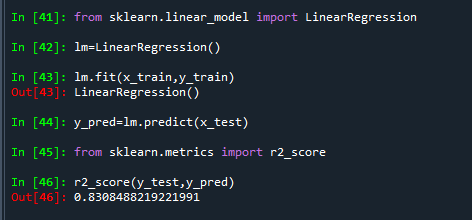 In [41]: from sklearn.linear_model import LinearRegression
In [42]: lm=LinearRegression()
In [43]: lm.fit(x_train,y_train)
Out[43]: LinearRegression()
In [44]: y_pred=lm.predict(x_test)
In [45]: from sklearn.metrics import r2_score
In [46]: r2_score(y_test,y_pred)
Out[46]: 0.8308488219221991